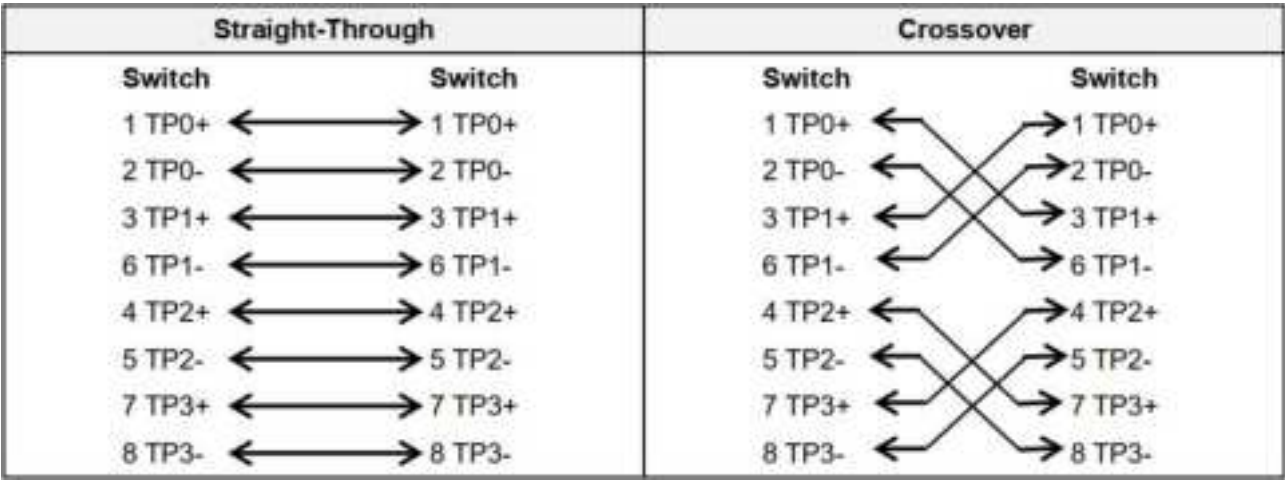 Straight-Through Crossover
Switch Switch Switch Switch
1 TP0+ 1 TP0+ 1 TP0+ 1 TP0+
2 TP0- 2 TP0- 2 TP0- 2 TP0-
3 TP1+ 3 TP1+ 3 TP1+ 3 TP1+
6 TP1- 6 TP1- 6 TP1- 6 TP1-
4 TP2+ 4 TP2+ 4 TP2+ 4 TP2+
5 TP2- 5 TP2- 5 TP2- 5 TP2-
7 TP3+ 7 TP3+ 7 TP3+ 7 TP3+
8 TP3- 8 TP3- 8 TP3- 8 TP3-